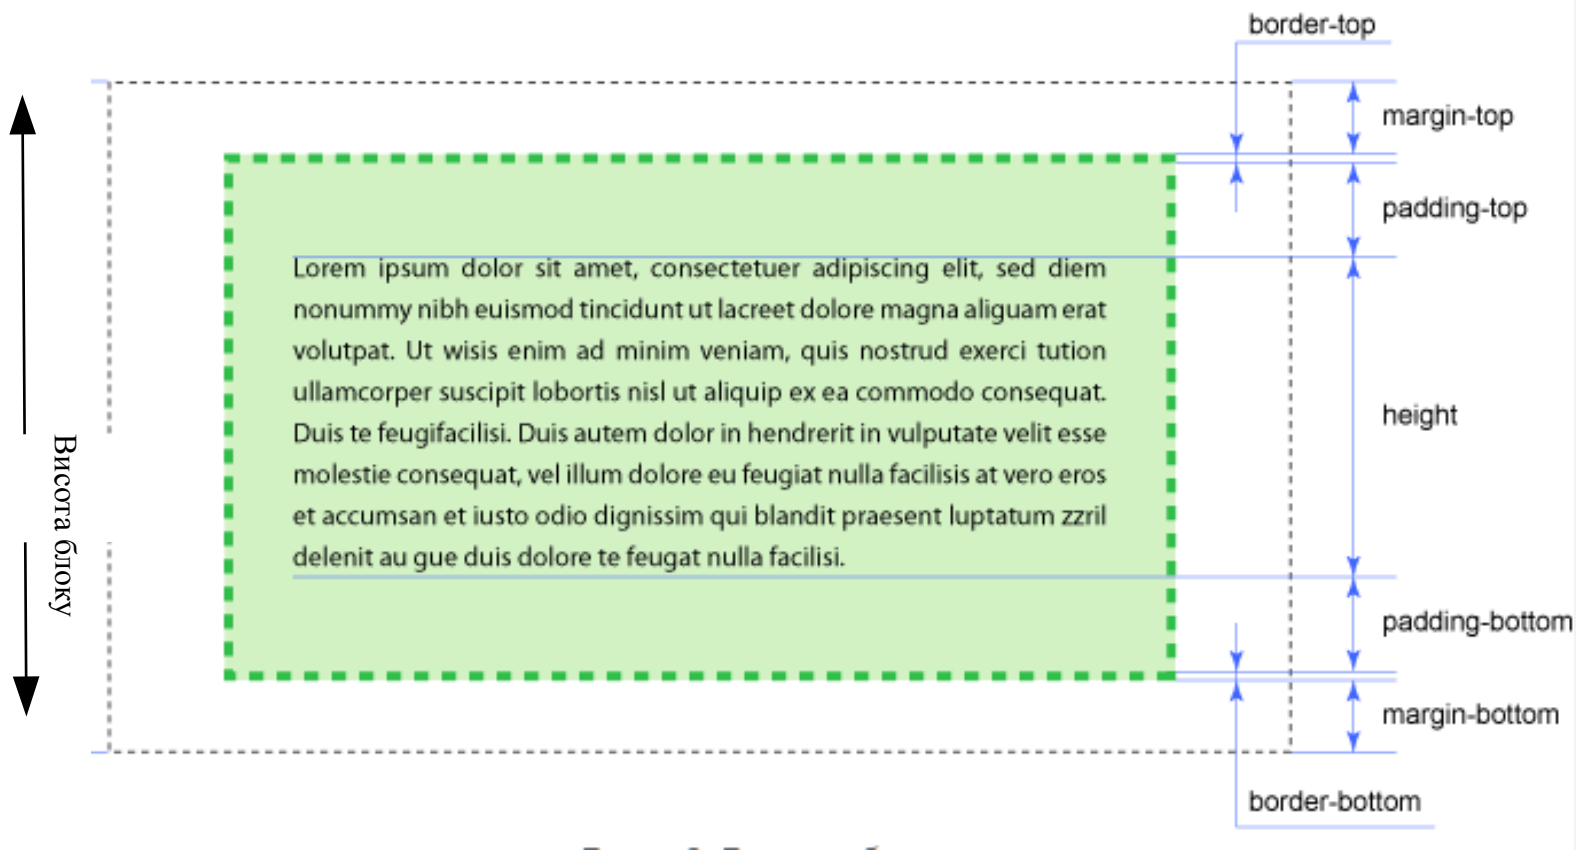 border-top
margin-top
padding-top
Lorem ipsum dolor sit amet, consectetuer adipiscing elit, sed diem
nonummy nibh euismod tincidunt ut lacreet dolore magna aliguam erat
volutpat. Ut wisis enim ad minim veniam, quis nostrud exerci tution
ullamcorper suscipit lobortis nisl ut aliquip ex ea commodo consequat.
Duis te feugifacilisi. Duis autem dolor in hendrerit in vulputate velit esse
molestie consequat, vel illum dolore eu feugiat nulla facilisis at vero eros
et accumsan et iusto odio dignissim qui blandit praesent luptatum zzril
delenit au gue duis dolore te feugat nulla facilisi.
height
Висота блоку
padding-bottom
margin-bottom
border-bottom